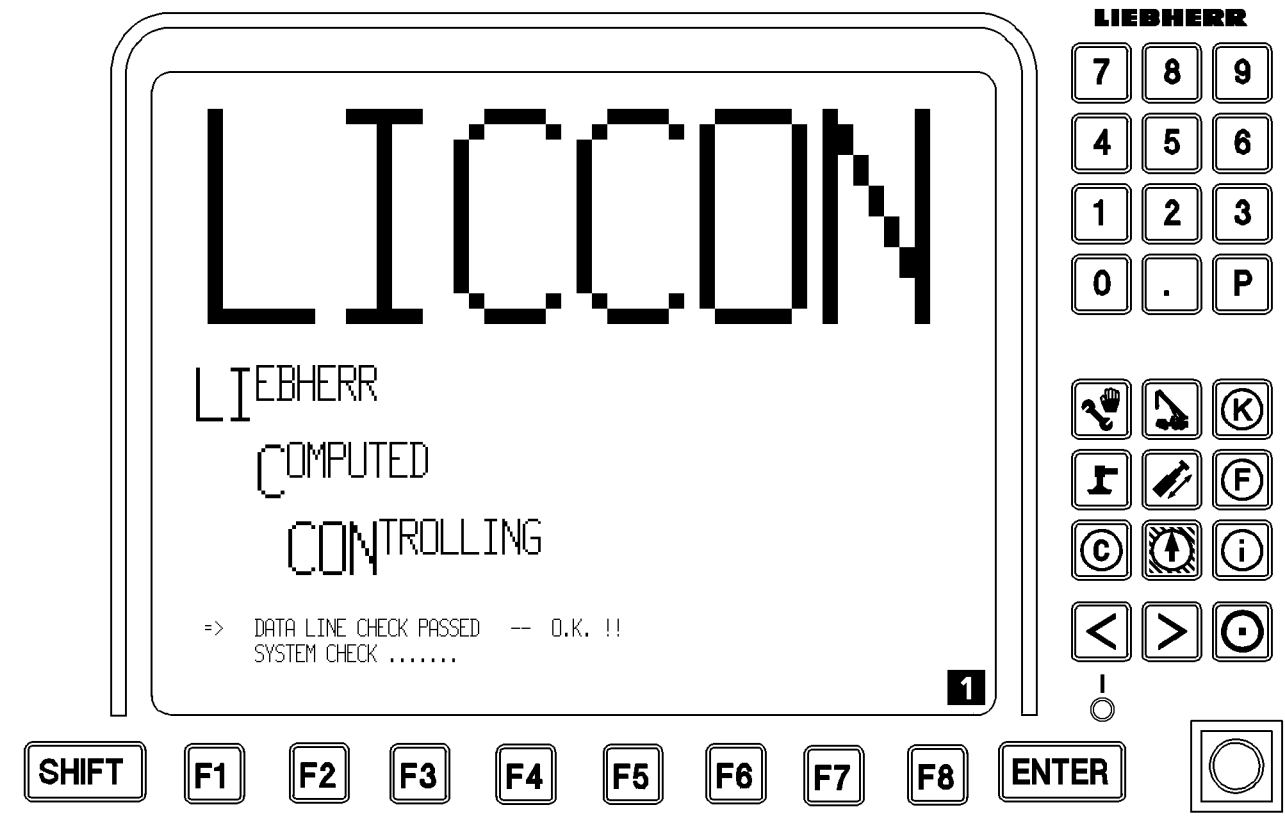 LIEBHERR
LICCON
LIEBHERR
COMPUTED
CONTROLLING
=> DATA LINE CHECK PASSED -- O.K. !!
SYSTEM CHECK .......
1
7 8 9
4 5 6
1 2 3
0 . P
K
F
C i
< >
I
SHIFT F1 F2 F3 F4 F5 F6 F7 F8 ENTER